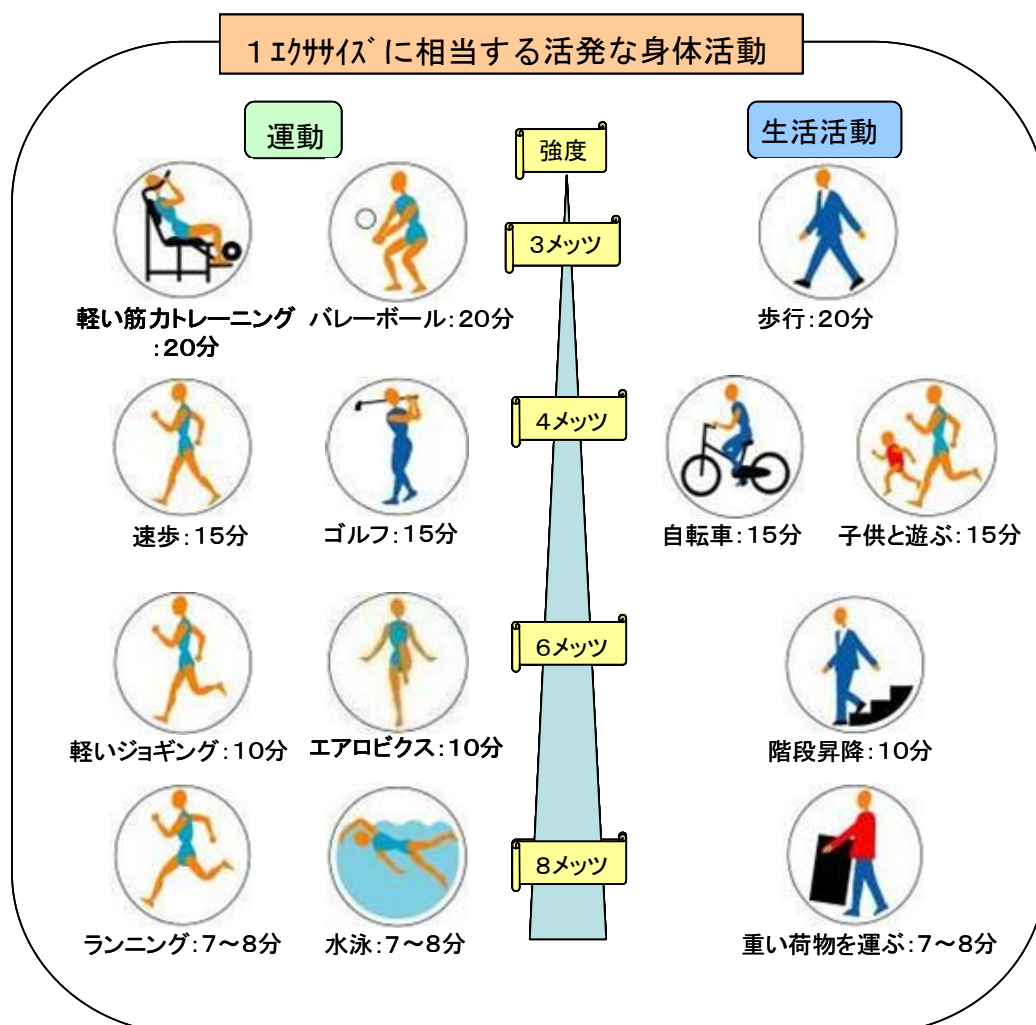 １ｴｸｻｻｲｽﾞに相当する活発な身体活動
運動
強度
生活活動
3メッツ
軽い筋力トレーニング
：20分
バレーボール：20分
歩行：20分
4メッツ
速歩：15分
ゴルフ：15分
自転車：15分
子供と遊ぶ：15分
6メッツ
軽いジョギング：10分
エアロビクス：10分
階段昇降：10分
8メッツ
ランニング：7～8分
水泳：7～8分
重い荷物を運ぶ：7～8分